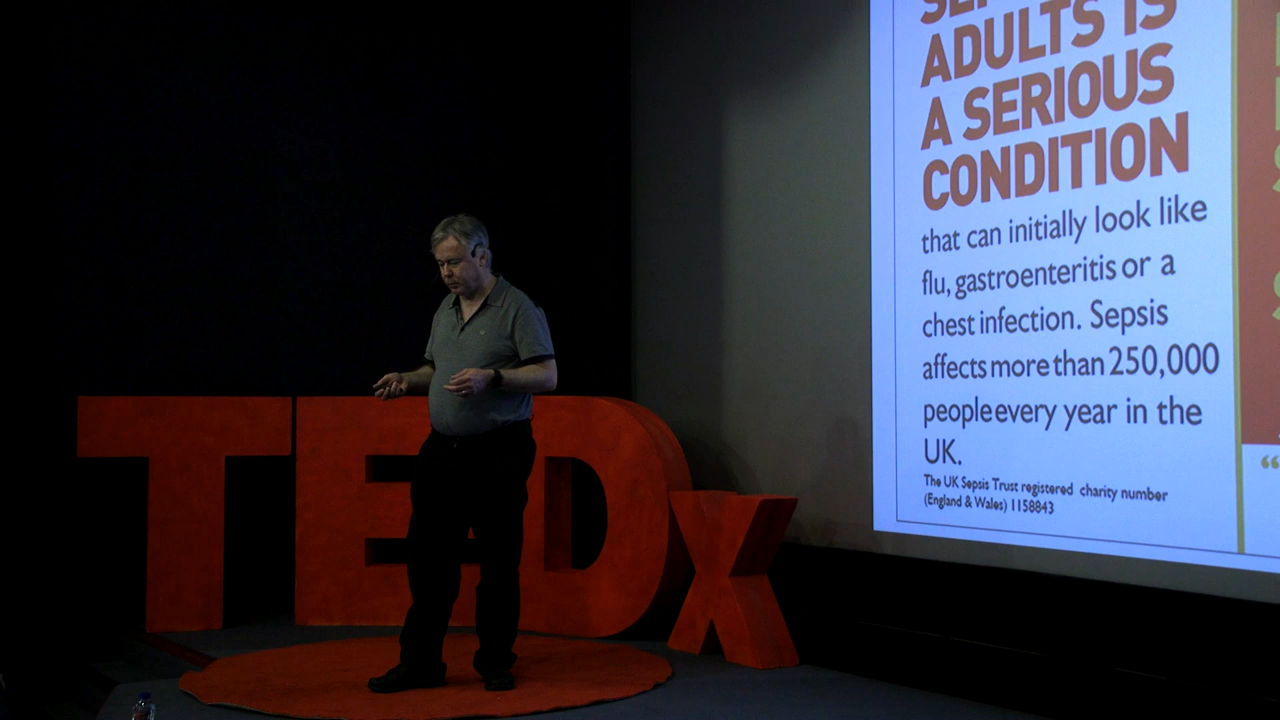 TEDx
ADULTS IS
A SERIOUS
CONDITION
that can initially look like
flu, gastroenteritis or a
chest infection. Sepsis
affects more than 250,000
people every year in the
UK.
The UK Sepsis Trust registered charity number
(England & Wales) 1158843
“